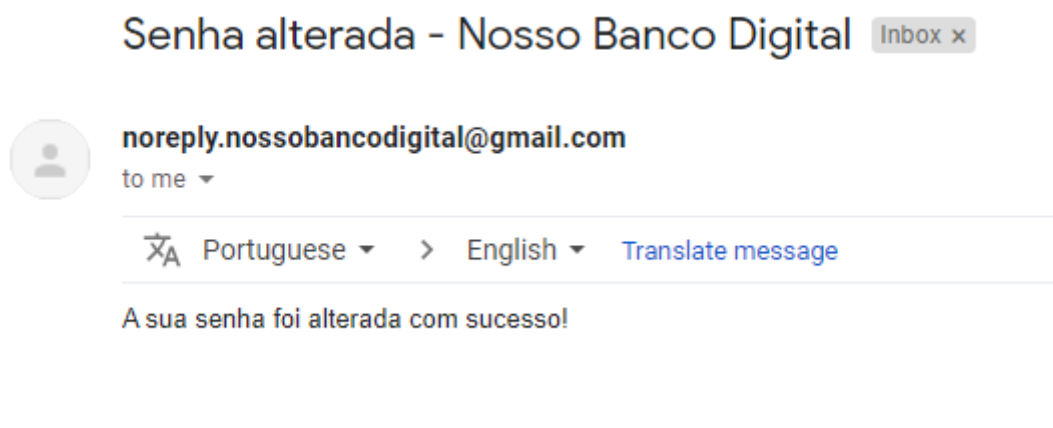 Senha alterada - Nosso Banco Digital Inbox x
noreply.nossobancodigital@gmail.com
to me
Portuguese > English Translate message
A sua senha foi alterada com sucesso!